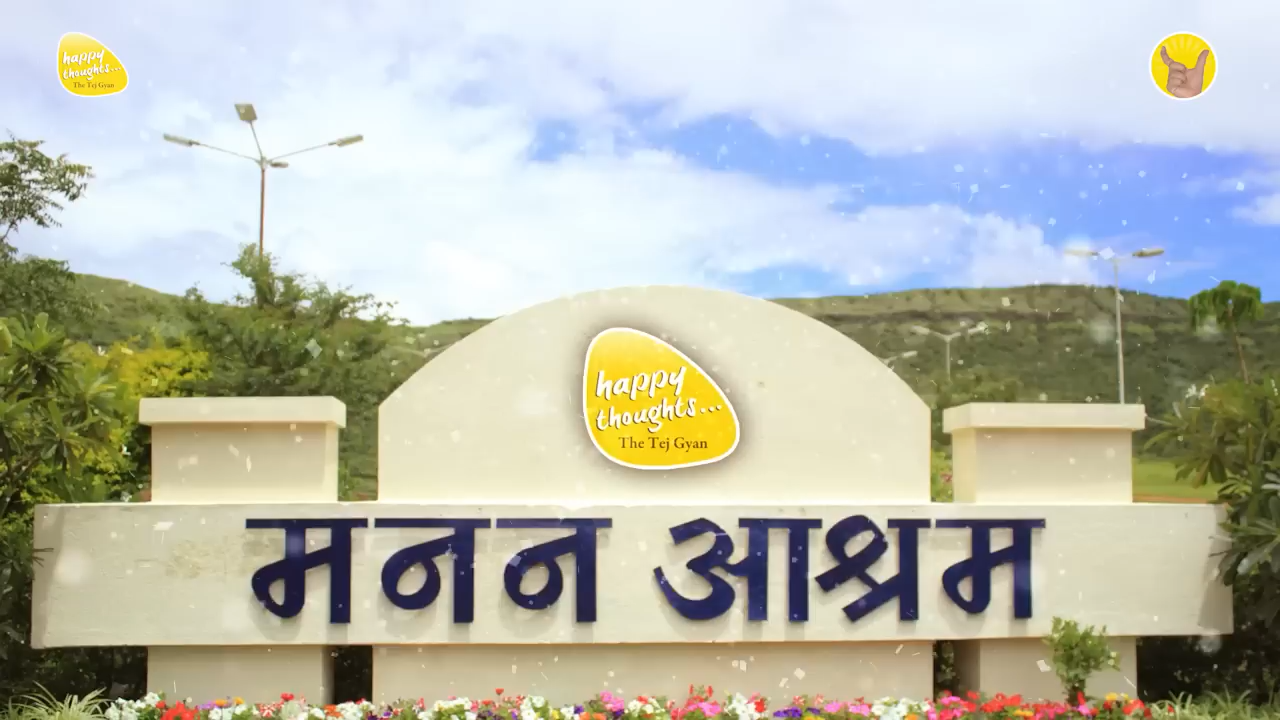 happy
thoughts...
The Tej Gyan
happy
thoughts...
The Tej Gyan
मनन आश्रम